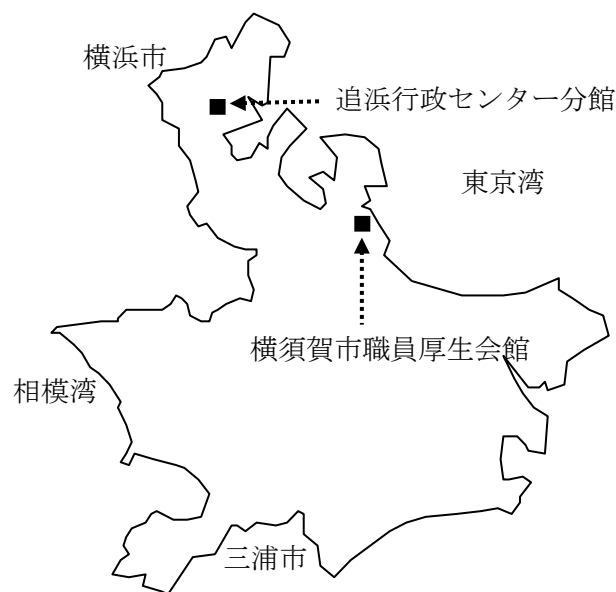 横浜市
追浜行政センター分館
東京湾
横須賀市職員厚生会館
相模湾
三浦市